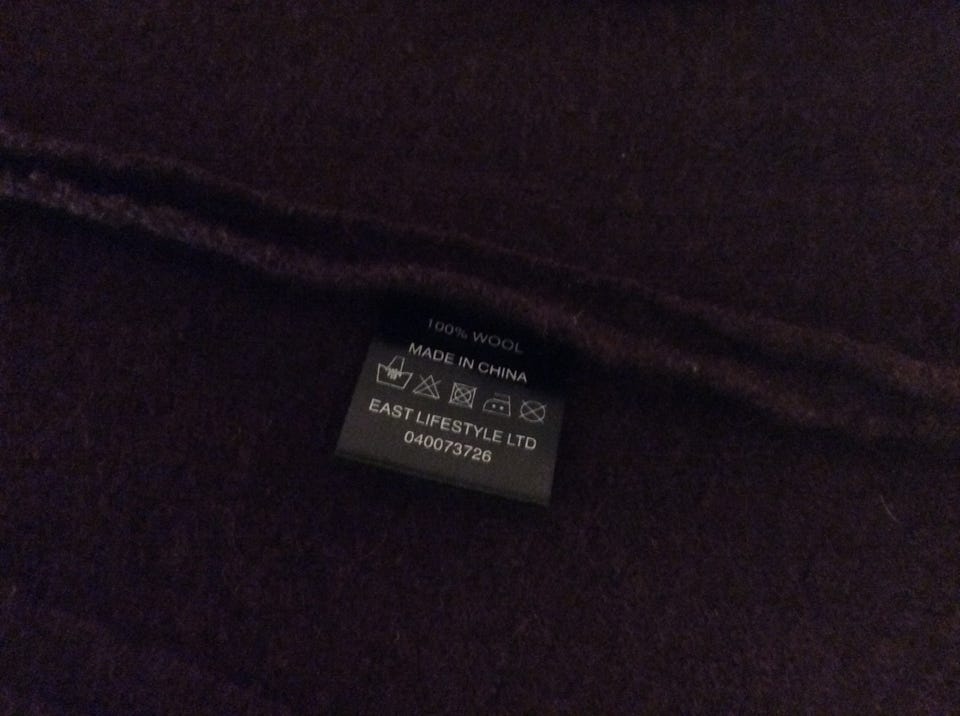 100% WOOL
MADE IN CHINA
EAST LIFESTYLE LTD
040073726